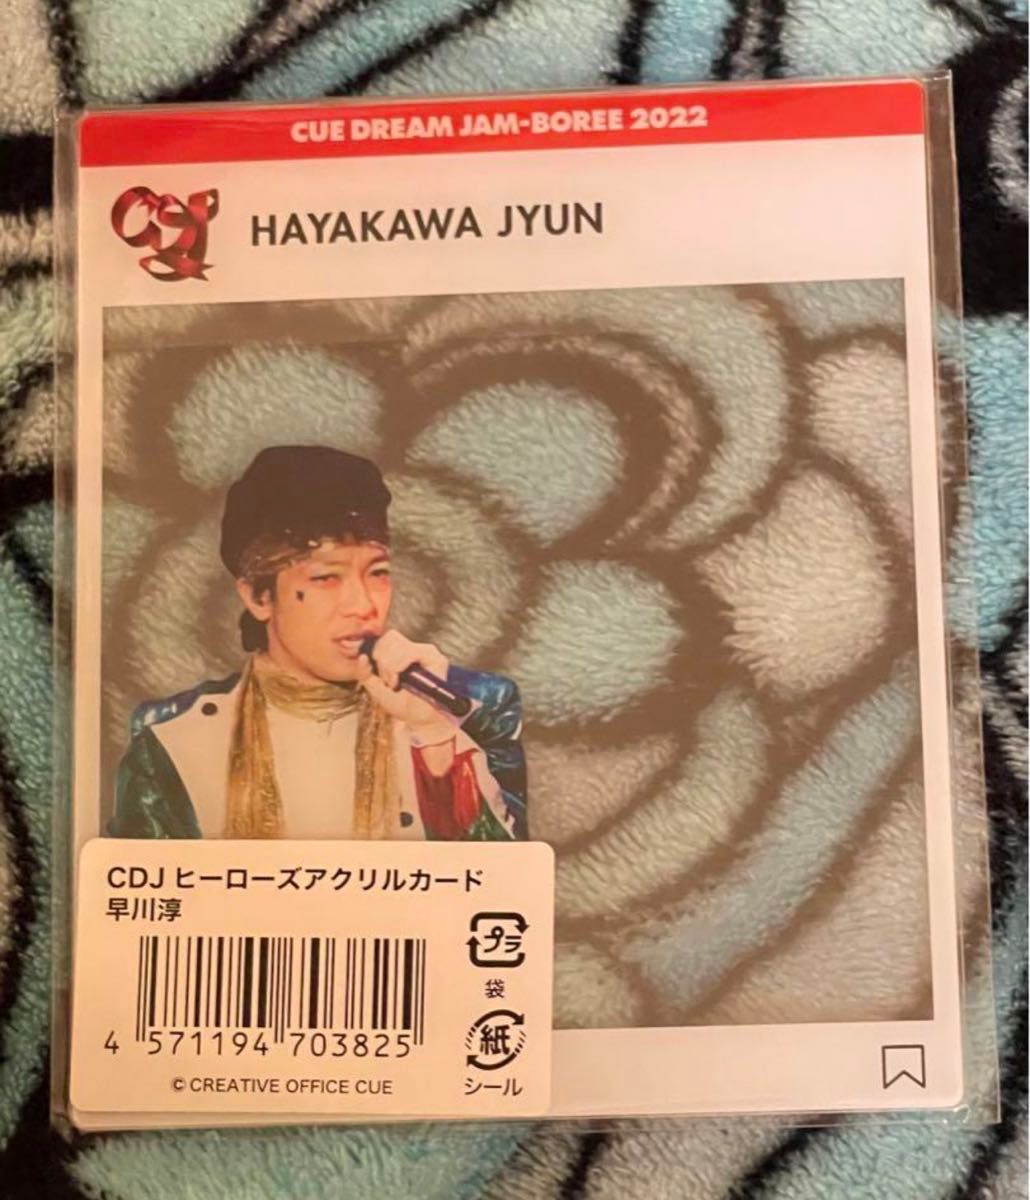 CUE DREAM JAM-BOREE 2022
CDJ
HAYAKAWA JYUN
CDJ ヒーローズアクリルカード
早川淳
プラ
袋
紙
シール
4 571194 703825
© CREATIVE OFFICE CUE